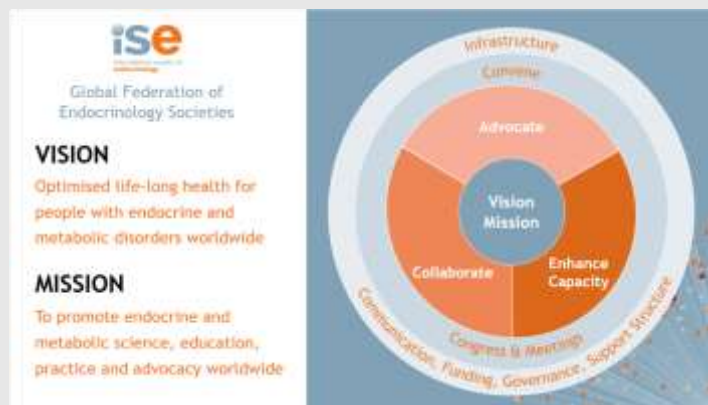 ise
Global Federation of
Endocrinology Societies
VISION
Optimised life-long health for
people with endocrine and
metabolic disorders worldwide
MISSION
To promote endocrine and
metabolic science, education,
practice and advocacy worldwide
Infrastructure
Convene
Advocate
Vision
Mission
Collaborate
Enhance
Capacity
Congress & Meetings
Communication, Funding, Governance, Support Structure